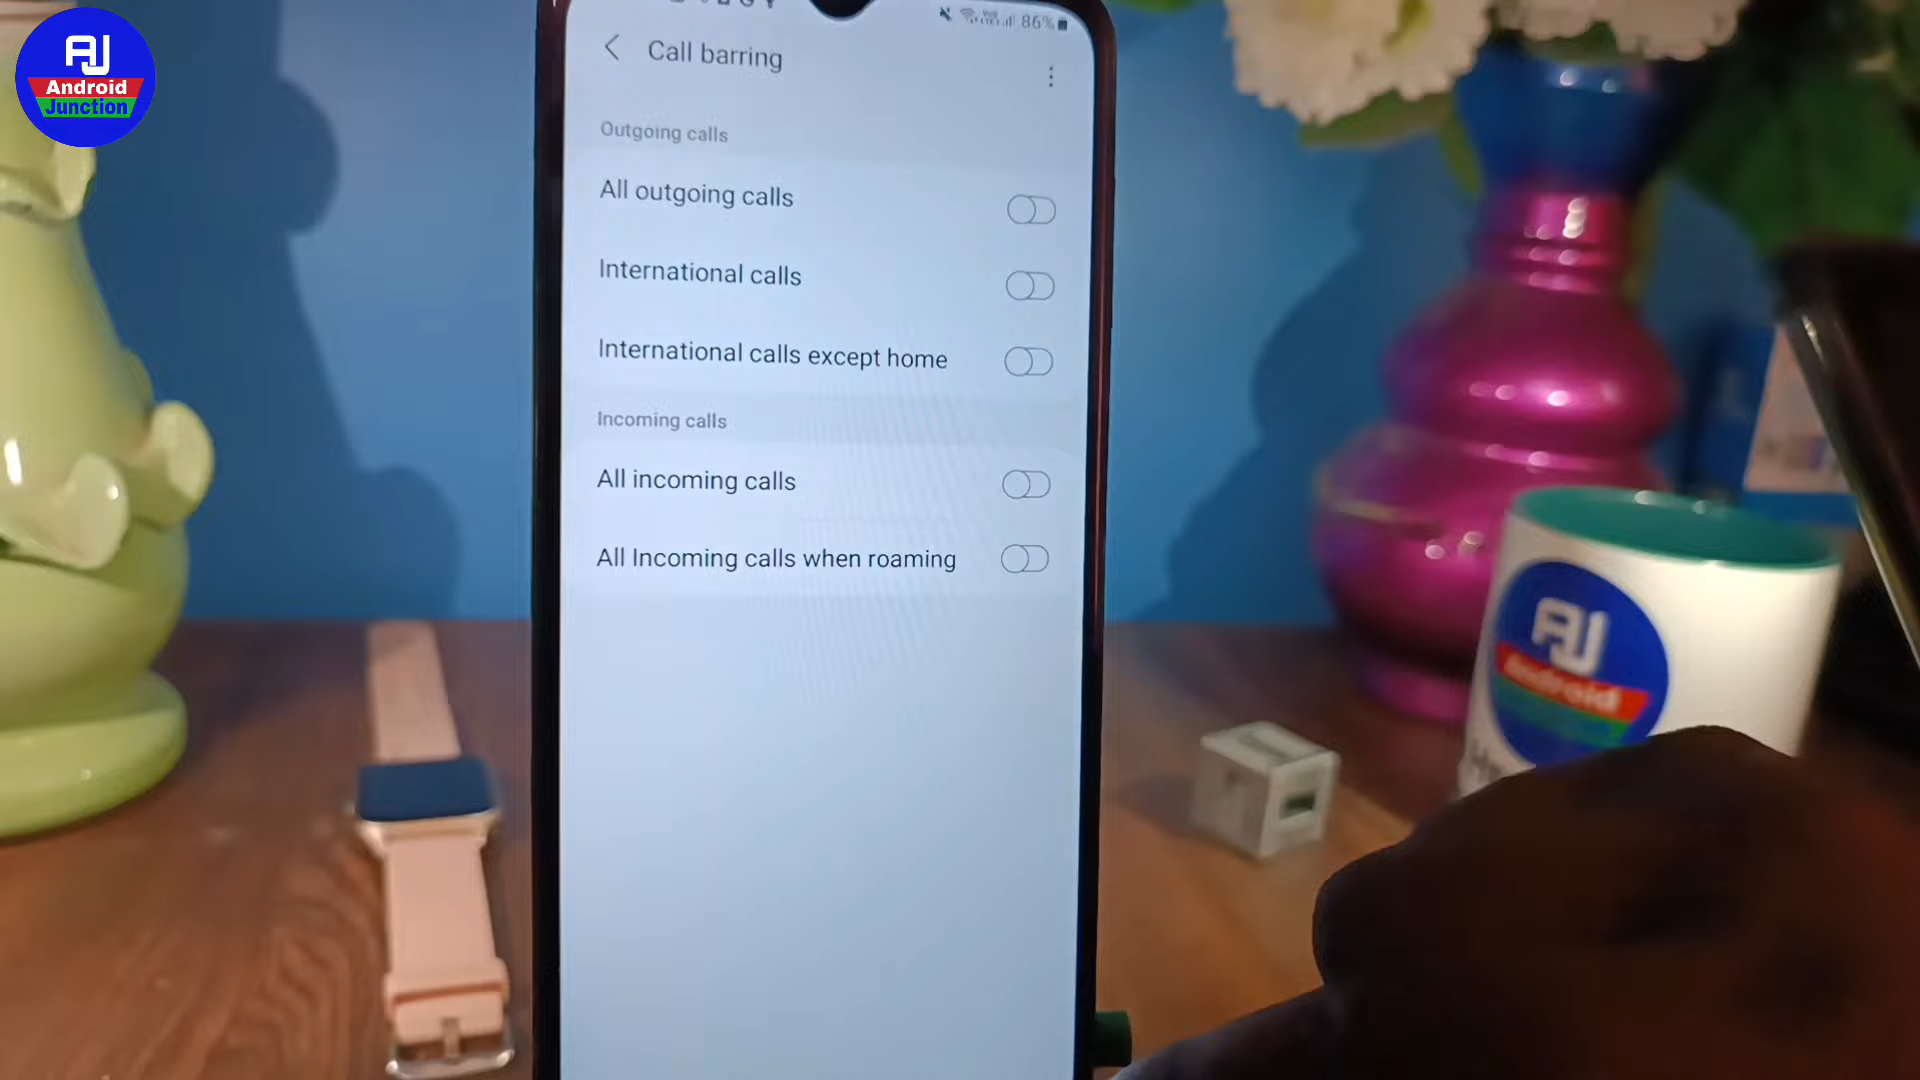 AJ
Android
Junction
86%
Call barring
Outgoing calls
All outgoing calls
International calls
International calls except home
Incoming calls
All incoming calls
All Incoming calls when roaming
AJ
Android